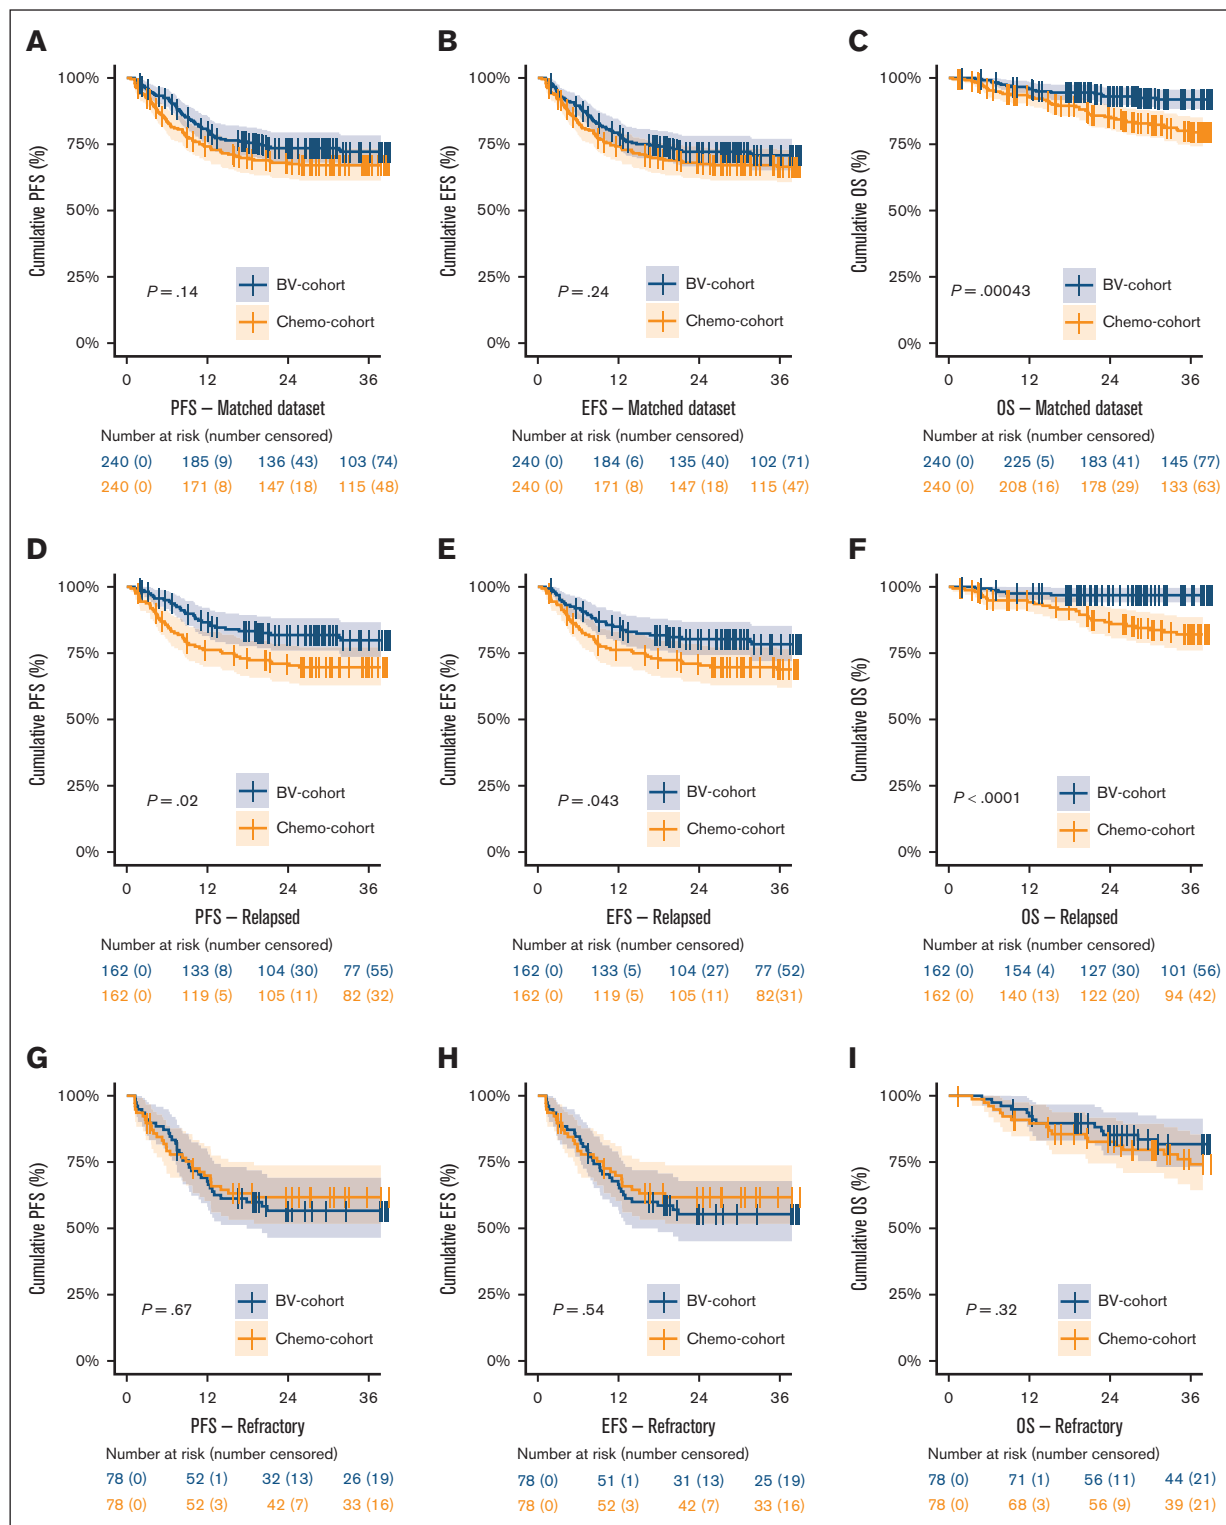 A
Cumulative PFS (%)
100%
75%
50%
25%
0%
P = .14
BV-cohort
Chemo-cohort
0 12 24 36
PFS – Matched dataset
Number at risk (number censored)
240 (0) 185 (9) 136 (43) 103 (74)
240 (0) 171 (8) 147 (18) 115 (48)
B
Cumulative EFS (%)
100%
75%
50%
25%
0%
P = .24
BV-cohort
Chemo-cohort
0 12 24 36
EFS – Matched dataset
Number at risk (number censored)
240 (0) 184 (6) 135 (40) 102 (71)
240 (0) 171 (8) 147 (18) 115 (47)
C
Cumulative OS (%)
100%
75%
50%
25%
0%
P = .00043
BV-cohort
Chemo-cohort
0 12 24 36
OS – Matched dataset
Number at risk (number censored)
240 (0) 225 (5) 183 (41) 145 (77)
240 (0) 208 (16) 178 (29) 133 (63)
D
Cumulative PFS (%)
100%
75%
50%
25%
0%
P = .02
BV-cohort
Chemo-cohort
0 12 24 36
PFS – Relapsed
Number at risk (number censored)
162 (0) 133 (8) 104 (30) 77 (55)
162 (0) 119 (5) 105 (11) 82 (32)
E
Cumulative EFS (%)
100%
75%
50%
25%
0%
P = .043
BV-cohort
Chemo-cohort
0 12 24 36
EFS – Relapsed
Number at risk (number censored)
162 (0) 133 (5) 104 (27) 77 (52)
162 (0) 119 (5) 105 (11) 82(31)
F
Cumulative OS (%)
100%
75%
50%
25%
0%
P < .0001
BV-cohort
Chemo-cohort
0 12 24 36
OS – Relapsed
Number at risk (number censored)
162 (0) 154 (4) 127 (30) 101 (56)
162 (0) 140 (13) 122 (20) 94 (42)
G
Cumulative PFS (%)
100%
75%
50%
25%
0%
P = .67
BV-cohort
Chemo-cohort
0 12 24 36
PFS – Refractory
Number at risk (number censored)
78 (0) 52 (1) 32 (13) 26 (19)
78 (0) 52 (3) 42 (7) 33 (16)
H
Cumulative EFS (%)
100%
75%
50%
25%
0%
P = .54
BV-cohort
Chemo-cohort
0 12 24 36
EFS – Refractory
Number at risk (number censored)
78 (0) 51 (1) 31 (13) 25 (19)
78 (0) 52 (3) 42 (7) 33 (16)
I
Cumulative OS (%)
100%
75%
50%
25%
0%
P = .32
BV-cohort
Chemo-cohort
0 12 24 36
OS – Refractory
Number at risk (number censored)
78 (0) 71 (1) 56 (11) 44 (21)
78 (0) 68 (3) 56 (9) 39 (21)